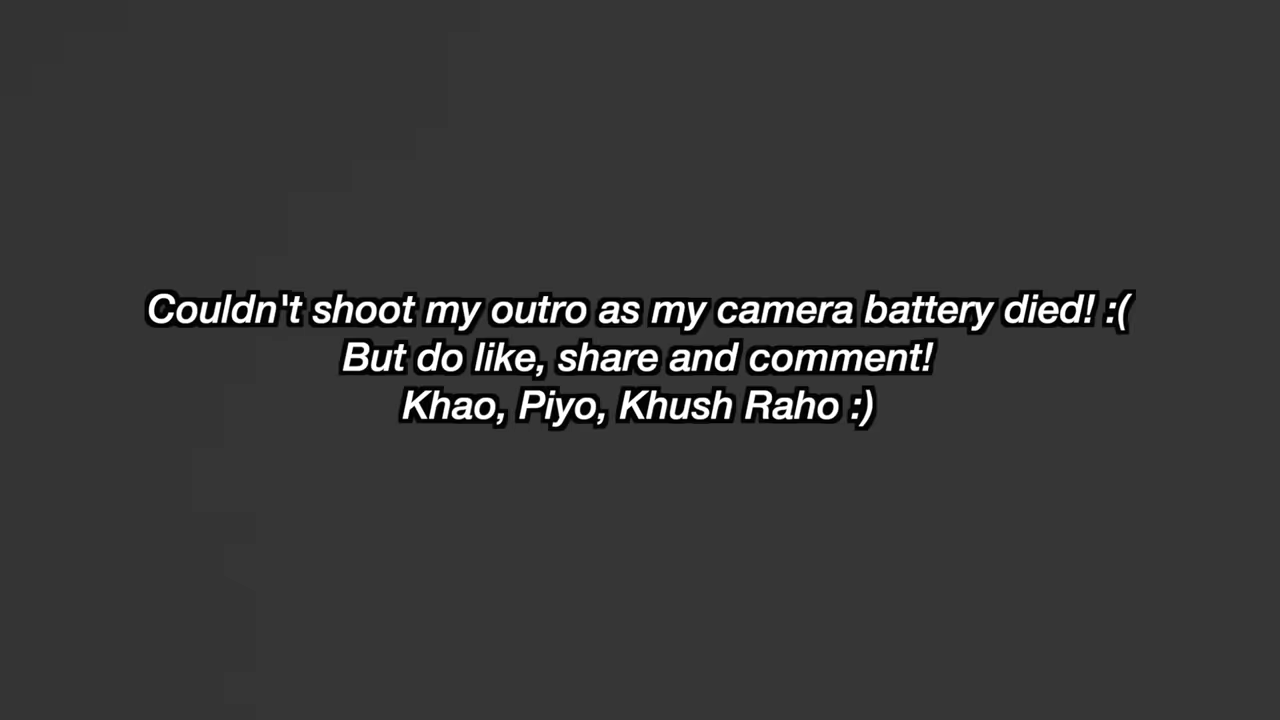 Couldn't shoot my outro as my camera battery died! :(
But do like, share and comment!
Khao, Piyo, Khush Raho :)